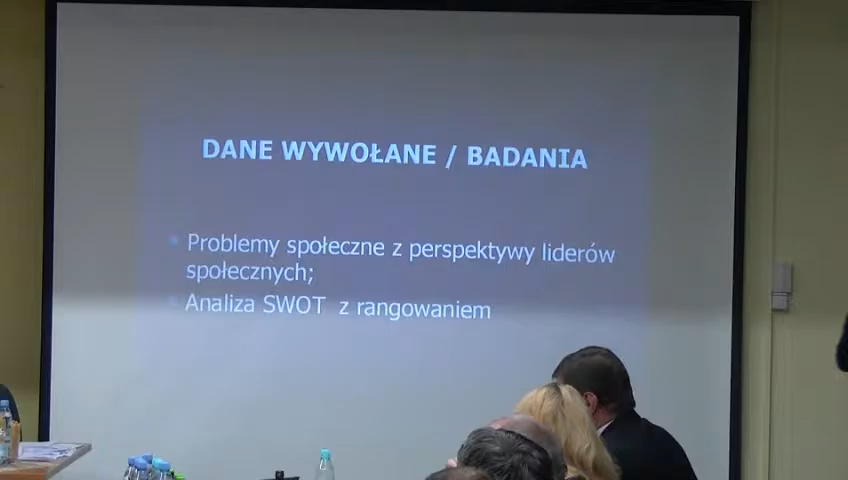 DANE WYWOŁANE / BADANIA
Problemy społeczne z perspektywy liderów
społecznych;
Analiza SWOT z rangowaniem